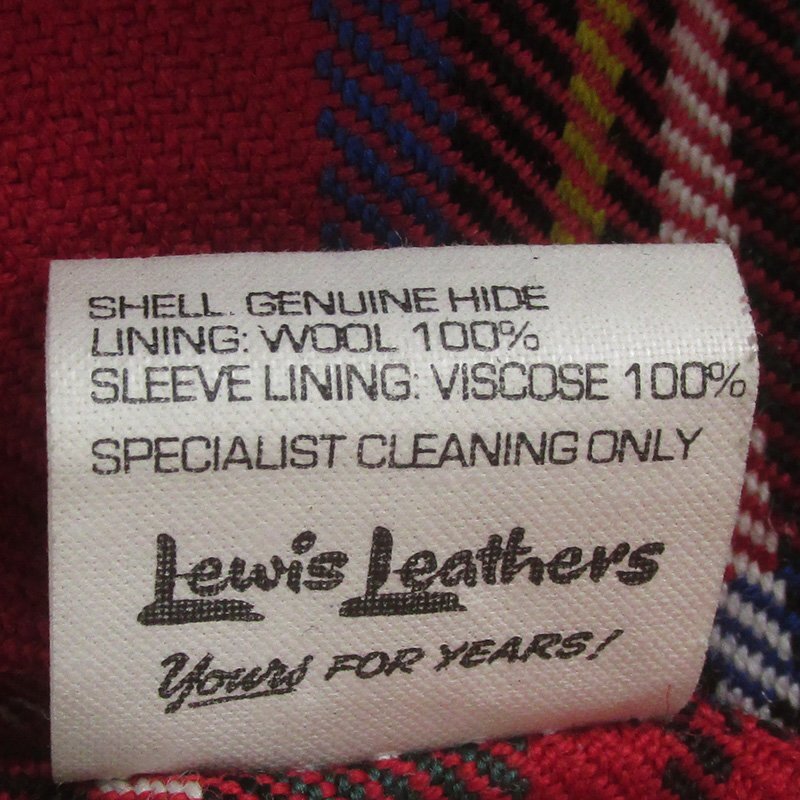 SHELL. GENUINE HIDE
LINING: WOOL 100%
SLEEVE LINING: VISCOSE 100%
SPECIALIST CLEANING ONLY
Lewis Leathers
Yours FOR YEARS!